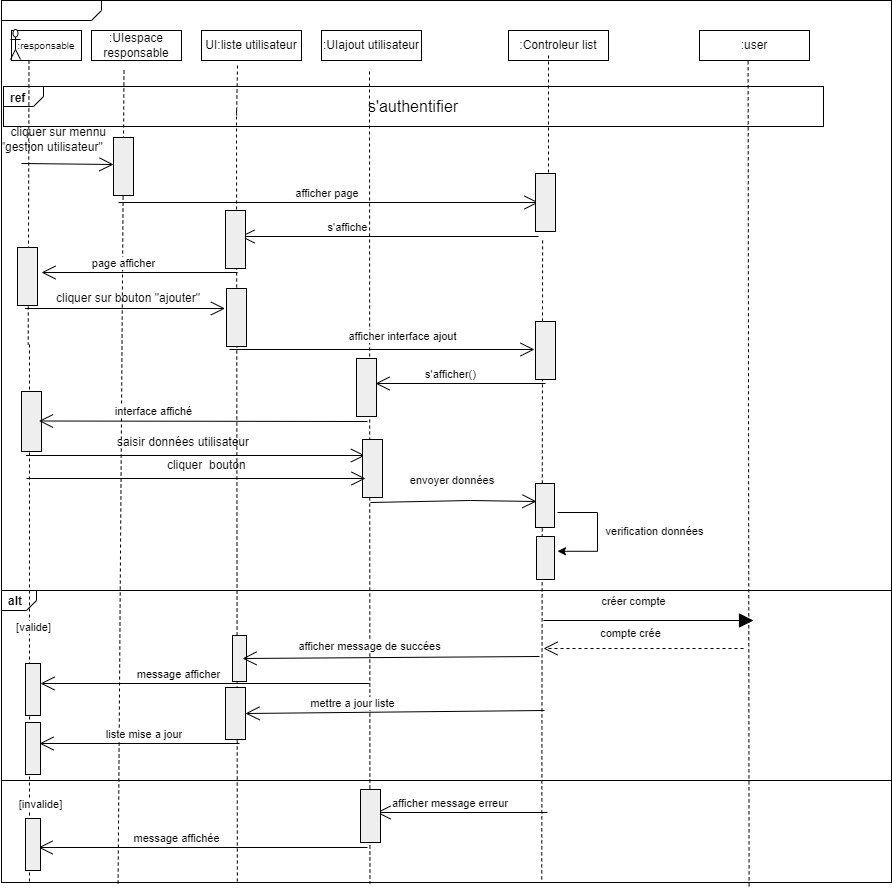 :responsable
:UIespace
responsable
UI:liste utilisateur
:UIajout utilisateur
:Controleur list
:user
ref
s'authentifier
cliquer sur mennu
"gestion utilisateur"
afficher page
s'affiche
page afficher
cliquer sur bouton "ajouter"
afficher interface ajout
s'afficher()
interface affiché
saisir données utilisateur
cliquer bouton
envoyer données
verification données
alt
[valide]
créer compte
compte crée
afficher message de succées
message afficher
mettre a jour liste
liste mise a jour
[invalide]
afficher message erreur
message affichée